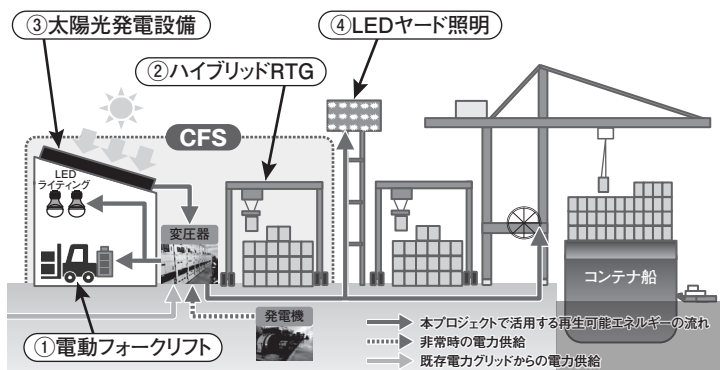 ③太陽光発電設備
④LEDヤード照明
②ハイブリッドRTG
CFS
LED
ライティング
変圧器
コンテナ船
発電機
①電動フォークリフト
本プロジェクトで活用する再生可能エネルギーの流れ
非常時の電力供給
既存電力グリッドからの電力供給